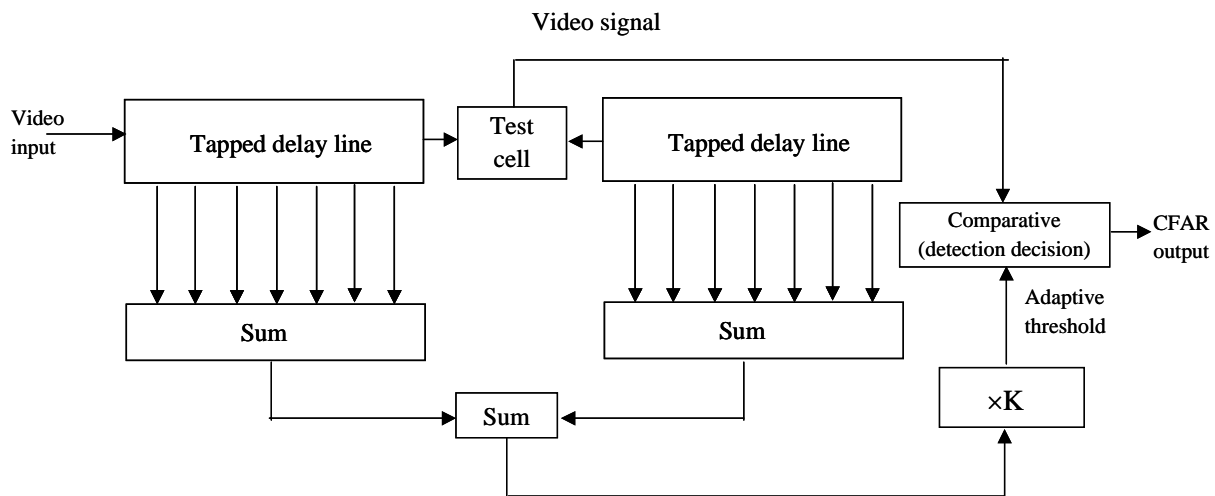 Video signal
Video
input
Tapped delay line
Test
cell
Tapped delay line
Comparative
(detection decision)
CFAR
output
Sum
Sum
Adaptive
threshold
Sum
×K